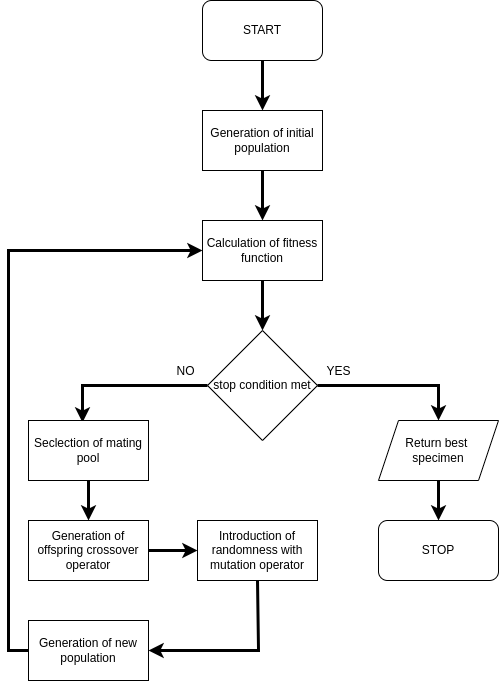 START
Generation of initial
population
Calculation of fitness
function
NO
YES
stop condition met
Seclection of mating
pool
Return best
specimen
Generation of
offspring crossover
operator
Introduction of
randomness with
mutation operator
STOP
Generation of new
population